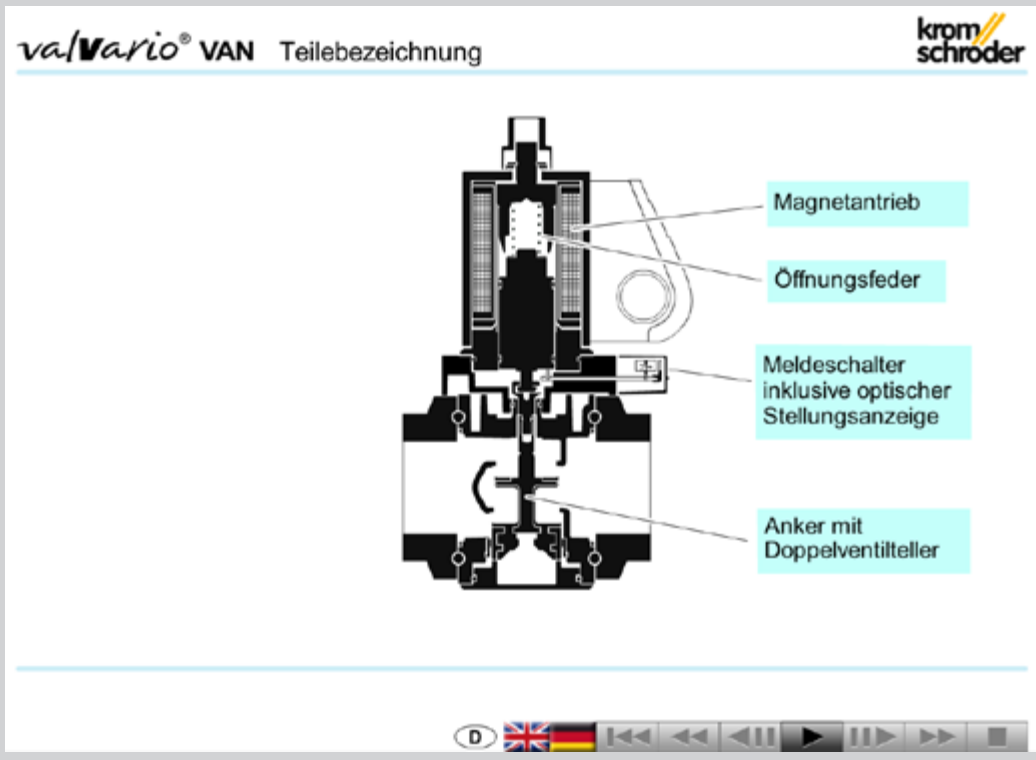 valVario® VAN Teilebezeichnung
krom
schroder
Magnetantrieb
Öffnungsfeder
Meldeschalter
inklusive optischer
Stellungsanzeige
Anker mit
Doppelventilteller
D